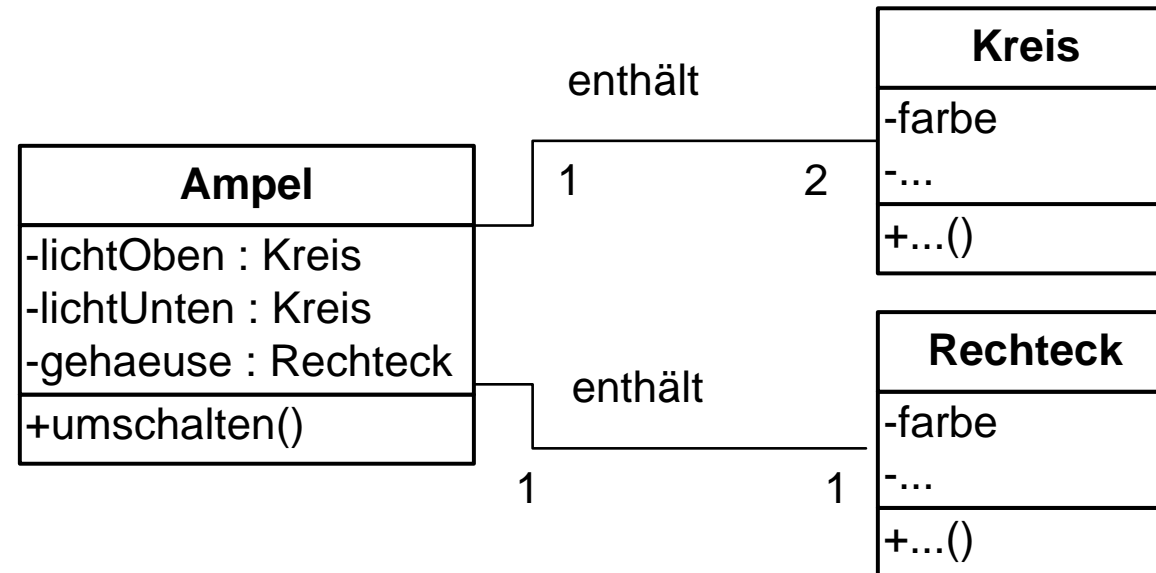 Ampel
-lichtOben : Kreis
-lichtUnten : Kreis
-gehaeuse : Rechteck
+umschalten()
enthält
1
2
Kreis
-farbe
-...
+...()
enthält
1
1
Rechteck
-farbe
-...
+...()